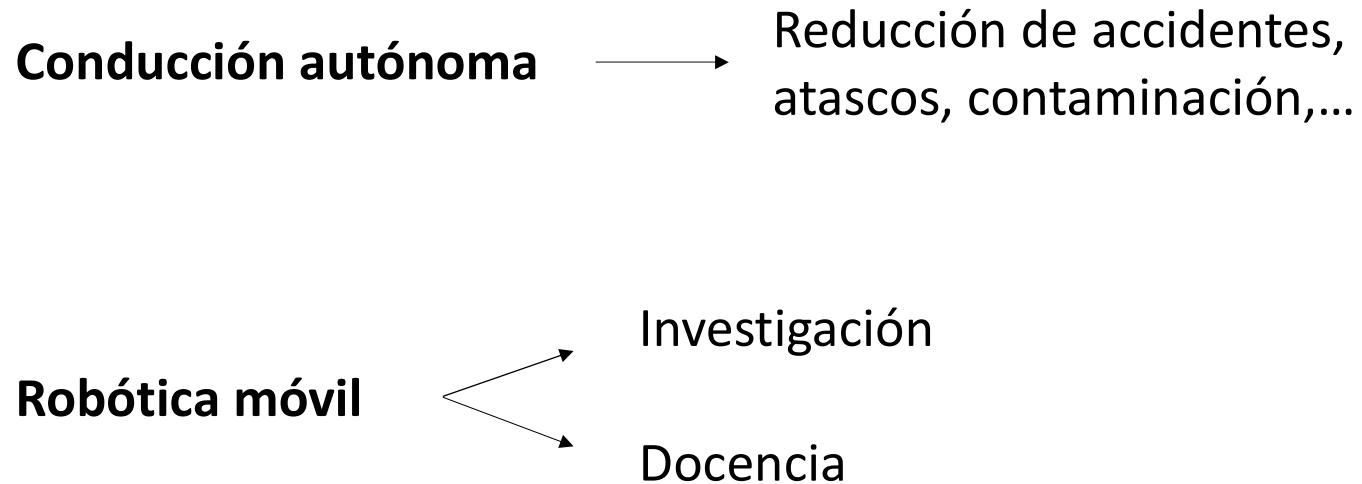 Conducción autónoma
Reducción de accidentes,
atascos, contaminación,...
Robótica móvil
Investigación
Docencia